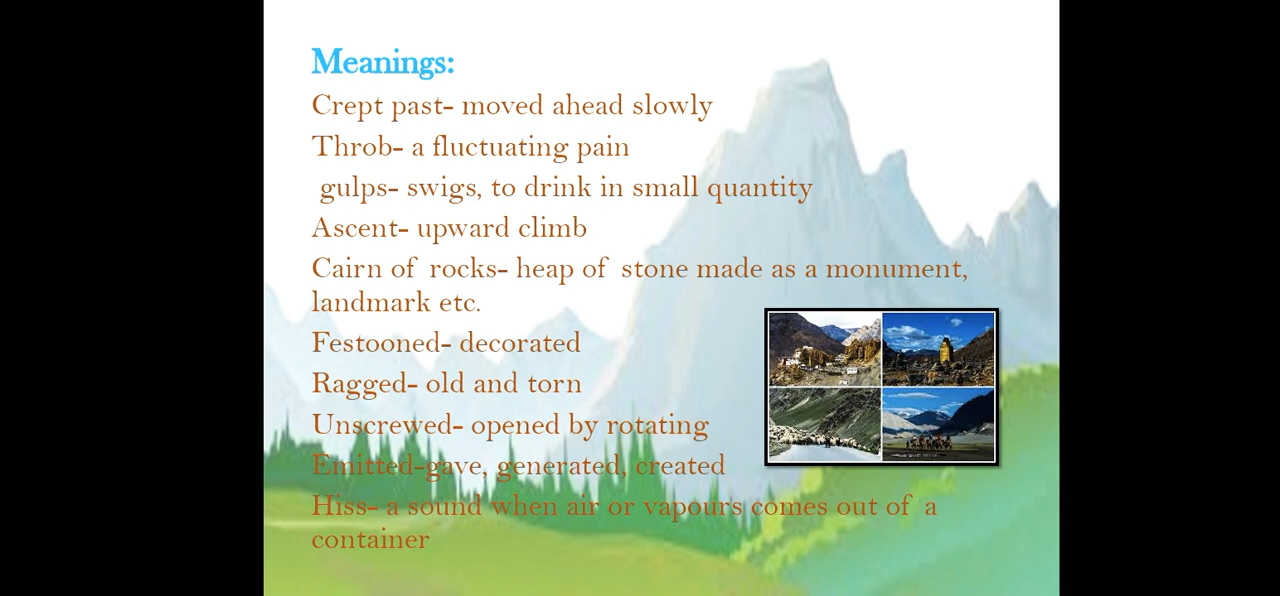 Meanings:
Crept past- moved ahead slowly
Throb- a fluctuating pain
gulps- swigs, to drink in small quantity
Ascent- upward climb
Cairn of rocks- heap of stone made as a monument,
landmark etc.
Festooned- decorated
Ragged- old and torn
Unscrewed- opened by rotating
Emitted-gave, generated, created
Hiss- a sound when air or vapours comes out of a
container